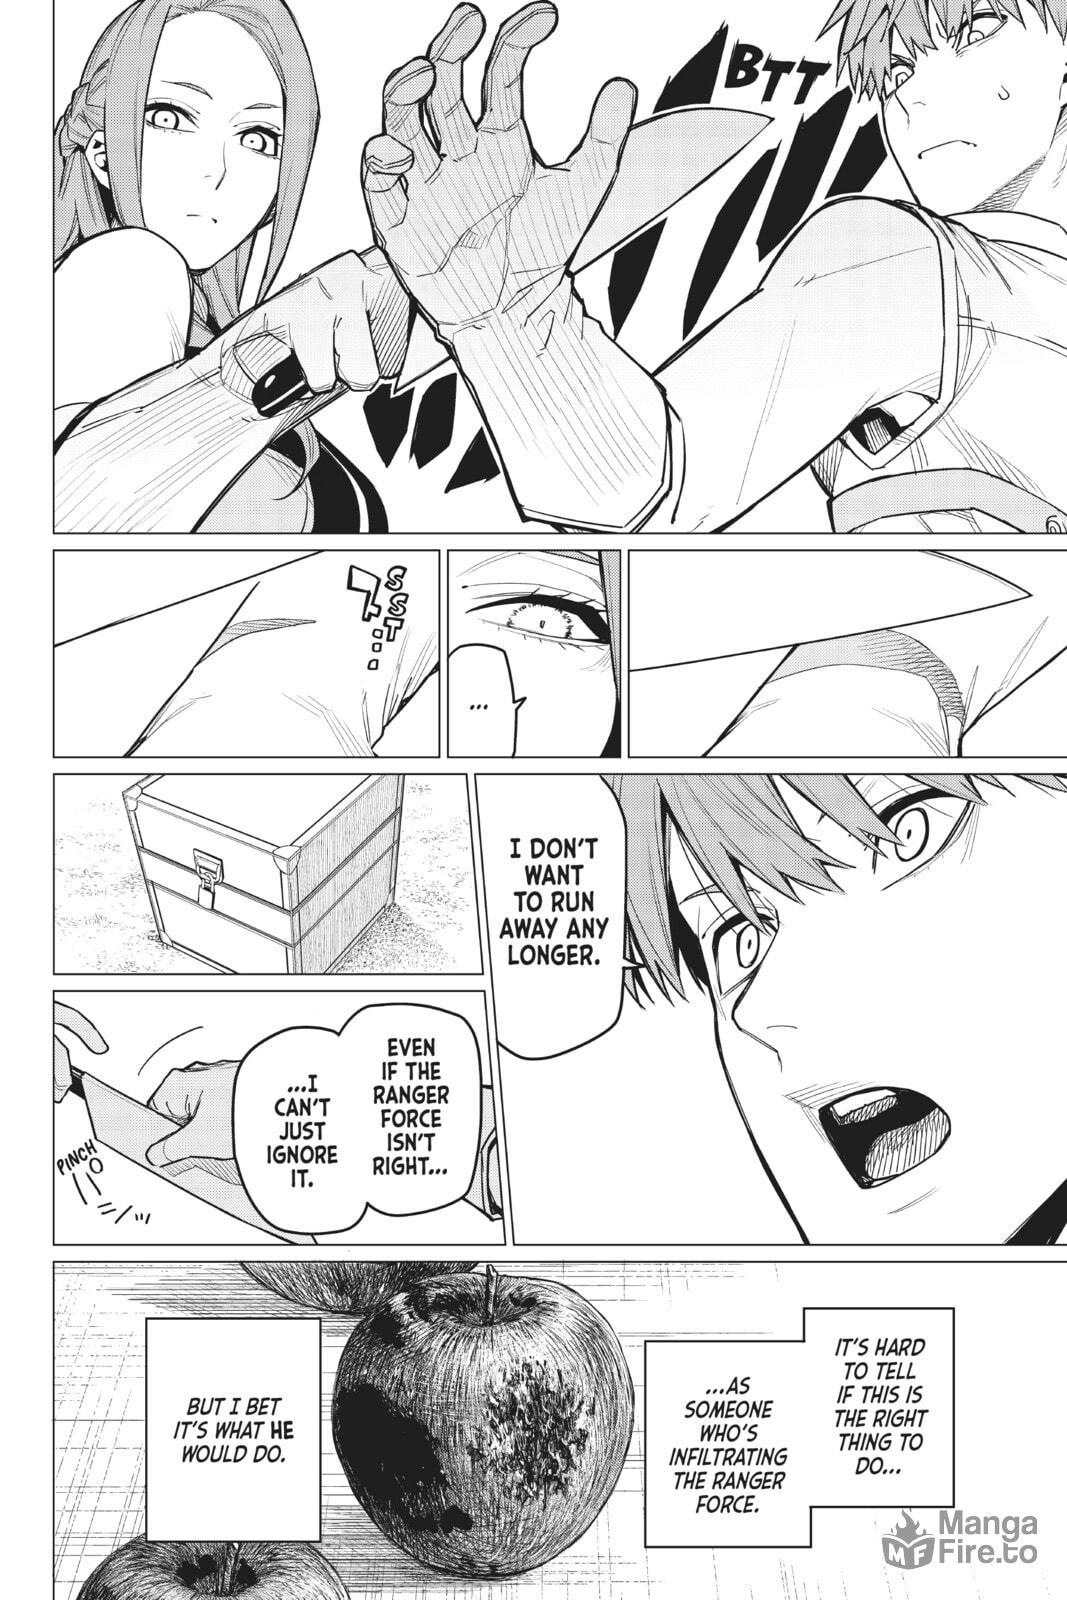 BTT
SST
ス…
...
I DON'T
WANT
TO RUN
AWAY ANY
LONGER.
EVEN
IF THE
RANGER
FORCE
ISN'T
RIGHT...
...I
CAN'T
JUST
IGNORE
IT.
PINCH
IT'S HARD
TO TELL
IF THIS IS
THE RIGHT
THING TO
DO...
...AS
SOMEONE
WHO'S
INFILTRATING
THE RANGER
FORCE.
BUT I BET
IT'S WHAT HE
WOULD DO.
Manga
MF Fire.to